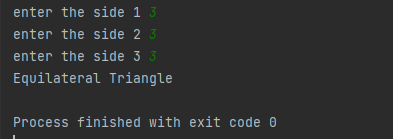 enter the side 1 3
enter the side 2 3
enter the side 3 3
Equilateral Triangle
Process finished with exit code 0